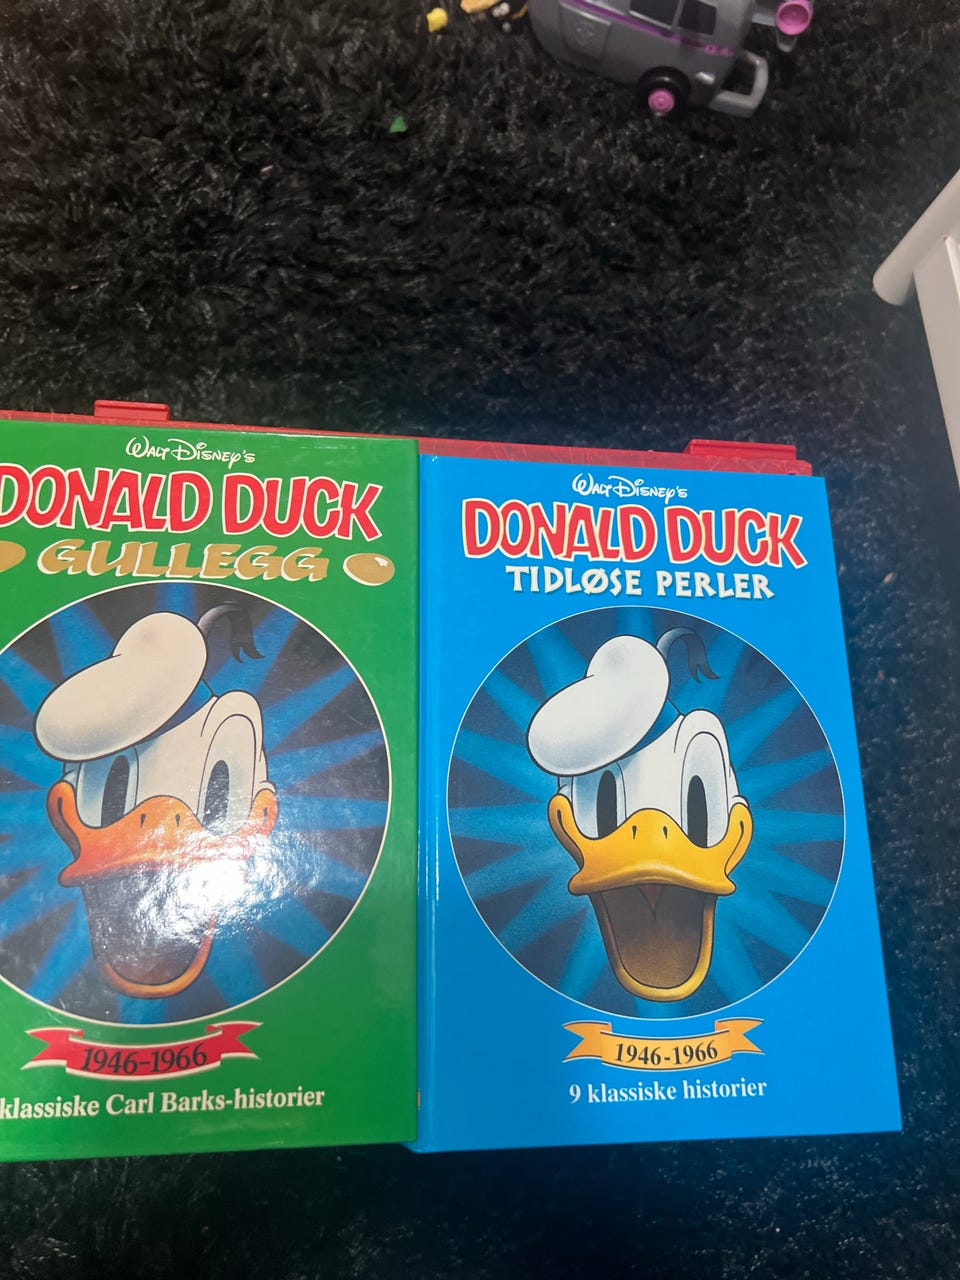 WALT DISNEY'S
DONALD DUCK
GULLEGG
1946-1966
klassiske Carl Barks-historier
WALT DISNEY'S
DONALD DUCK
TIDLØSE PERLER
1946-1966
9 klassiske historier